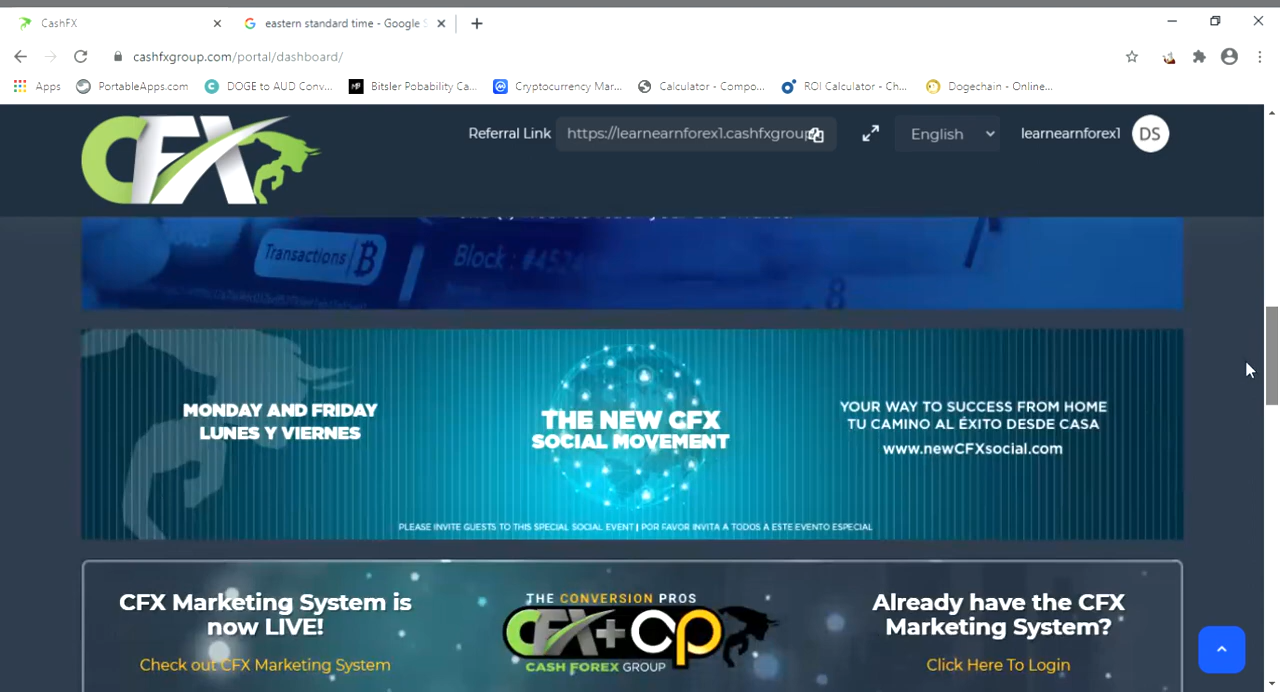 CashFX
eastern standard time - Google S
cashfxgroup.com/portal/dashboard/
Apps
PortableApps.com
DOGE to AUD Conv...
Bitsler Pobability Ca...
Cryptocurrency Mar...
Calculator - Compo...
ROI Calculator - Ch...
Dogechain - Online...
CFX
Referral Link
https://learnearnforex1.cashfxgroup
English
learnearnforex1
DS
Transactions
Block : #4524
8
MONDAY AND FRIDAY
LUNES Y VIERNES
THE NEW CFX
SOCIAL MOVEMENT
YOUR WAY TO SUCCESS FROM HOME
TU CAMINO AL ÉXITO DESDE CASA
www.newCFXsocial.com
PLEASE INVITE GUESTS TO THIS SPECIAL SOCIAL EVENT | POR FAVOR INVITA A TODOS A ESTE EVENTO ESPECIAL
CFX Marketing System is
now LIVE!
Check out CFX Marketing System
THE CONVERSION PROS
CFX+CP
CASH FOREX GROUP
Already have the CFX
Marketing System?
Click Here To Login